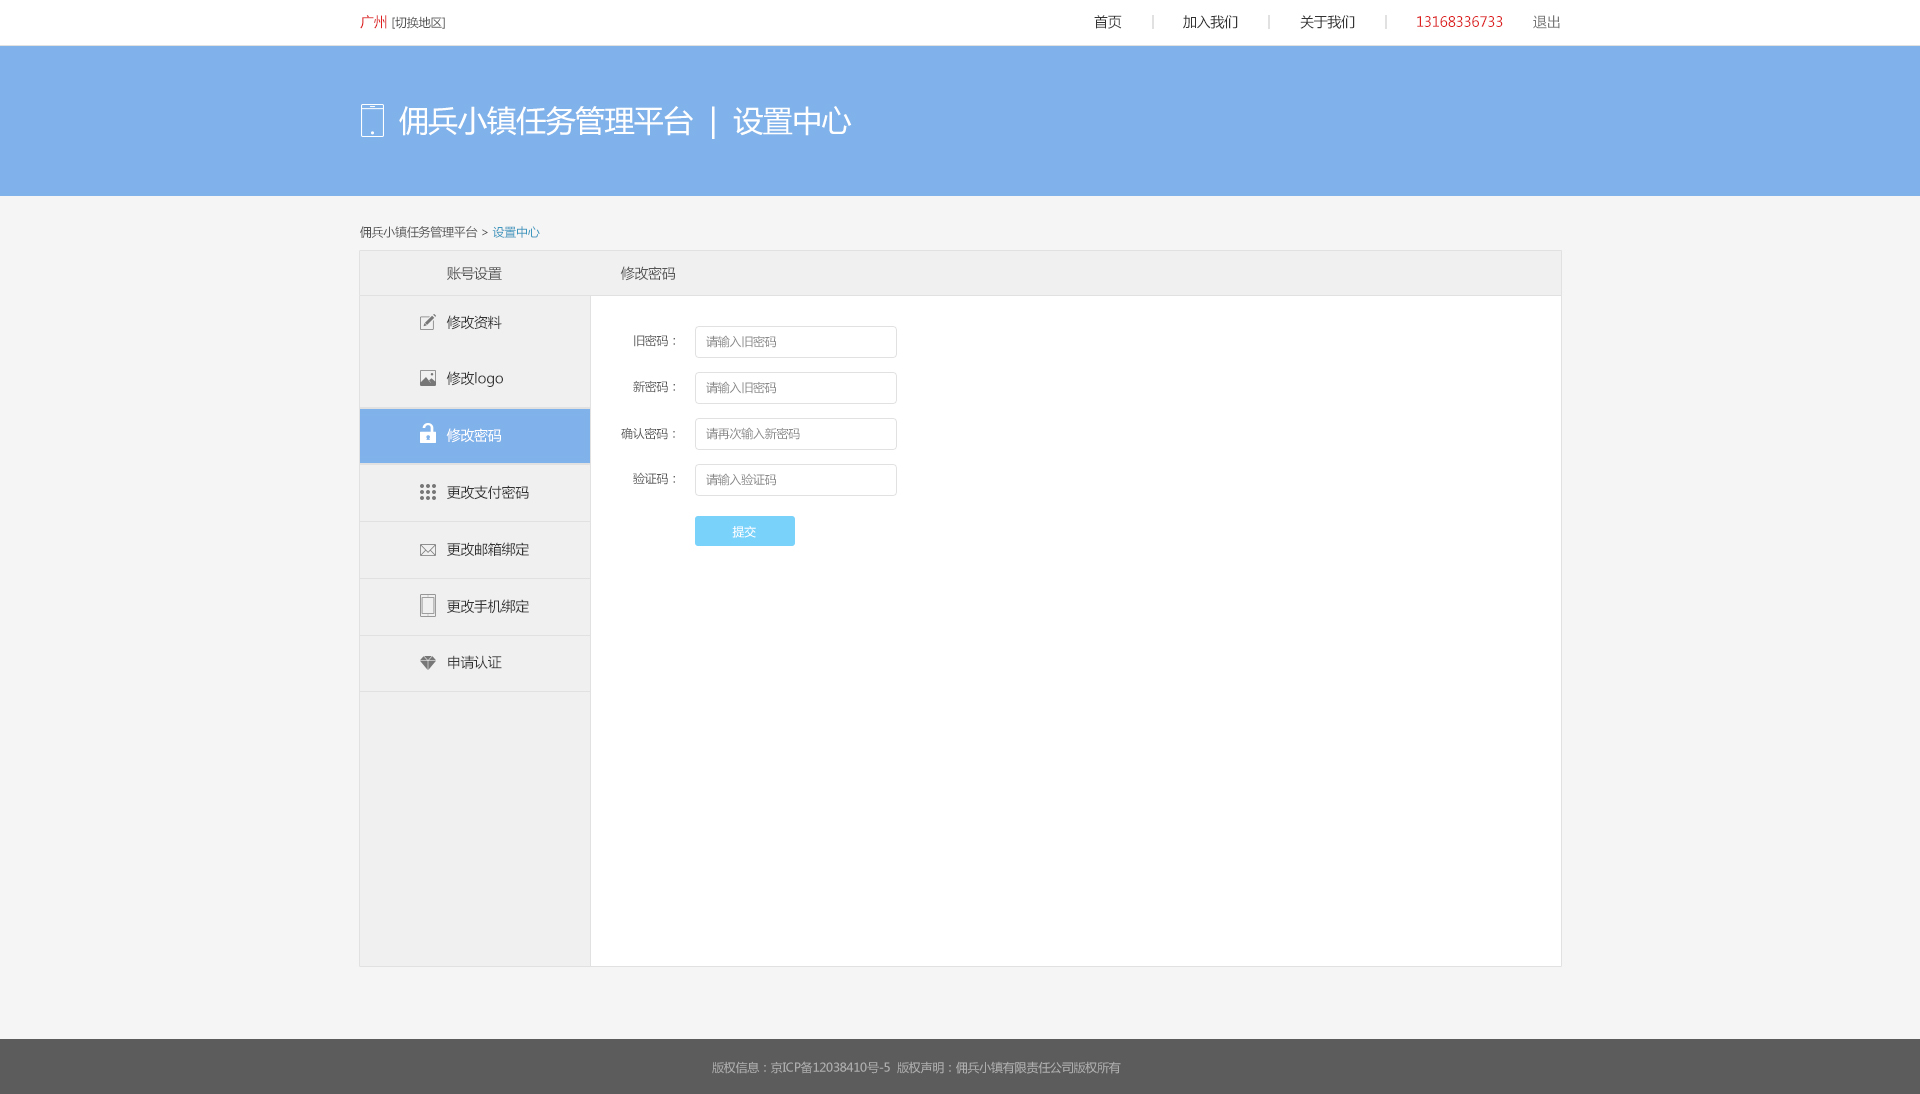 广州 [切换地区] 首页 | 加入我们 | 关于我们 | 13168336733 退出
佣兵小镇任务管理平台 | 设置中心
佣兵小镇任务管理平台 > 设置中心
账号设置 修改密码
修改资料
修改logo
修改密码
更改支付密码
更改邮箱绑定
更改手机绑定
申请认证
旧密码： 请输入旧密码
新密码： 请输入旧密码
确认密码： 请再次输入新密码
验证码： 请输入验证码
提交
版权信息：京ICP备12038410号-5 版权声明：佣兵小镇有限责任公司版权所有